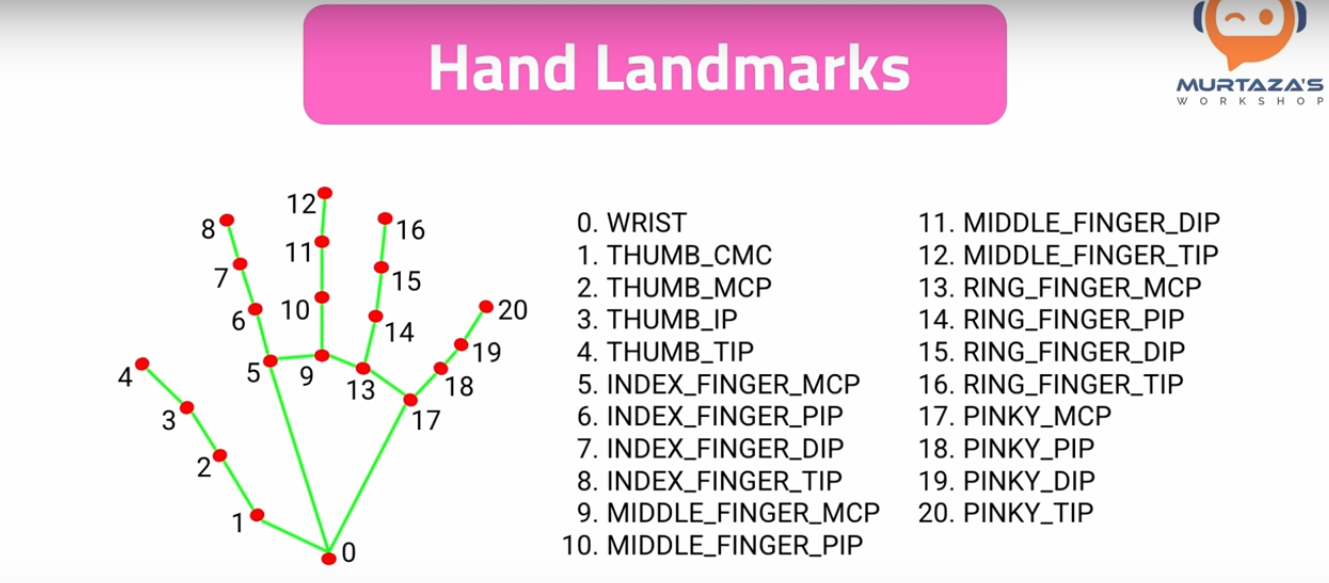 Hand Landmarks
MURTAZA'S
WORKSHOP
12
8
16
11
7
15
10
6
14
20
19
5
9
13
18
4
17
3
2
1
0
0. WRIST
1. THUMB_CMC
2. THUMB_MCP
3. THUMB_IP
4. THUMB_TIP
5. INDEX_FINGER_MCP
6. INDEX_FINGER_PIP
7. INDEX_FINGER_DIP
8. INDEX_FINGER_TIP
9. MIDDLE_FINGER_MCP
10. MIDDLE_FINGER_PIP
11. MIDDLE_FINGER_DIP
12. MIDDLE_FINGER_TIP
13. RING_FINGER_MCP
14. RING_FINGER_PIP
15. RING_FINGER_DIP
16. RING_FINGER_TIP
17. PINKY_MCP
18. PINKY_PIP
19. PINKY_DIP
20. PINKY_TIP